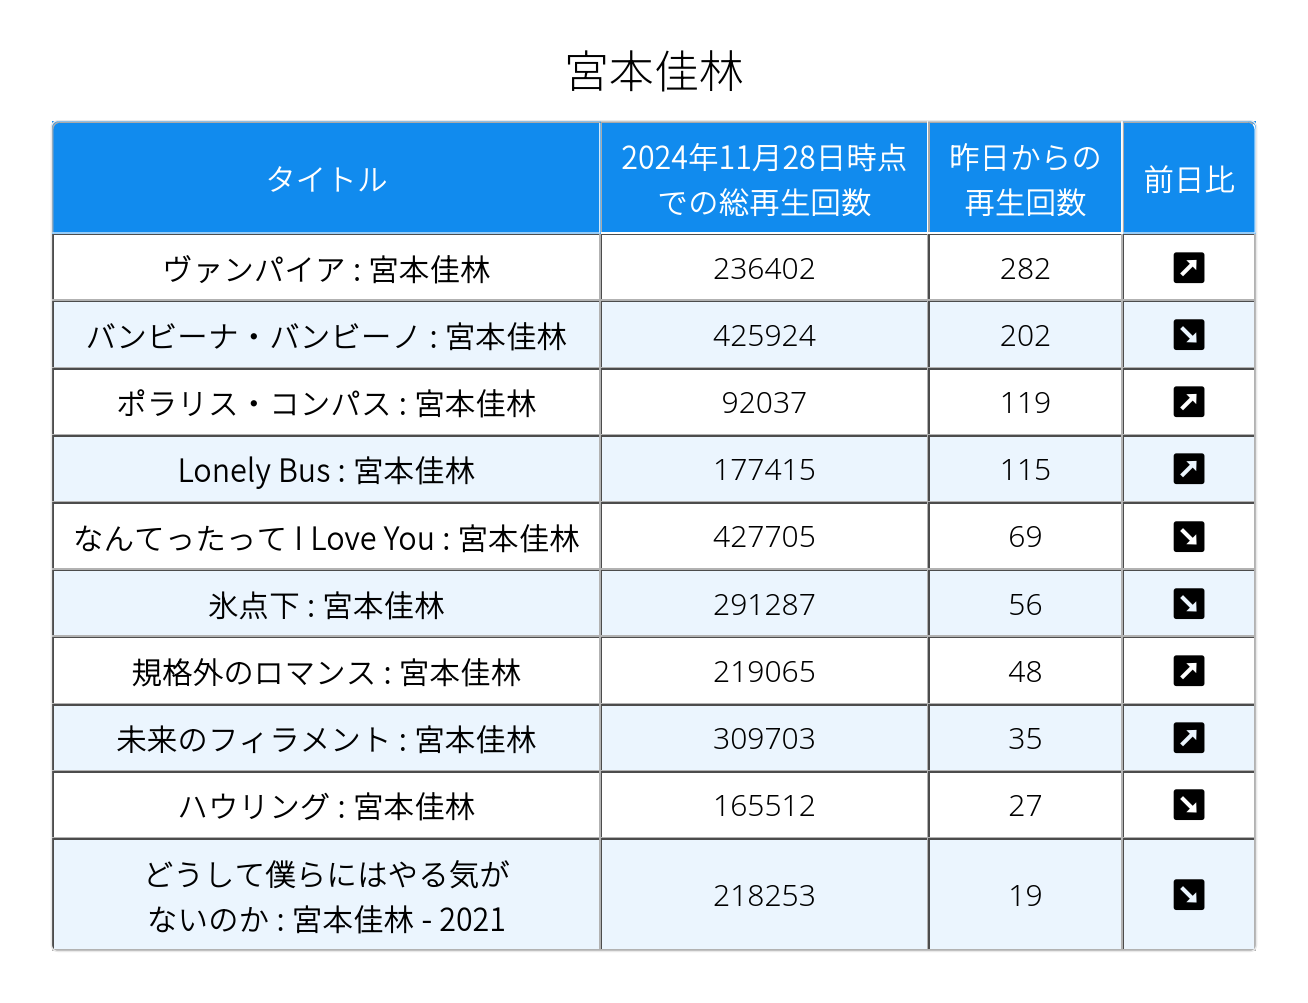 宮本佳林
タイトル
2024年11月28日時点
での総再生回数
昨日からの
再生回数
前日比
ヴァンパイア : 宮本佳林 236402 282 ↗
バンビーナ・バンビーノ : 宮本佳林 425924 202 ↘
ポラリス・コンパス : 宮本佳林 92037 119 ↗
Lonely Bus : 宮本佳林 177415 115 ↗
なんてったって I Love You : 宮本佳林 427705 69 ↘
氷点下 : 宮本佳林 291287 56 ↘
規格外のロマンス : 宮本佳林 219065 48 ↗
未来のフィラメント : 宮本佳林 309703 35 ↗
ハウリング : 宮本佳林 165512 27 ↘
どうして僕らにはやる気が
ないのか : 宮本佳林 - 2021 218253 19 ↘